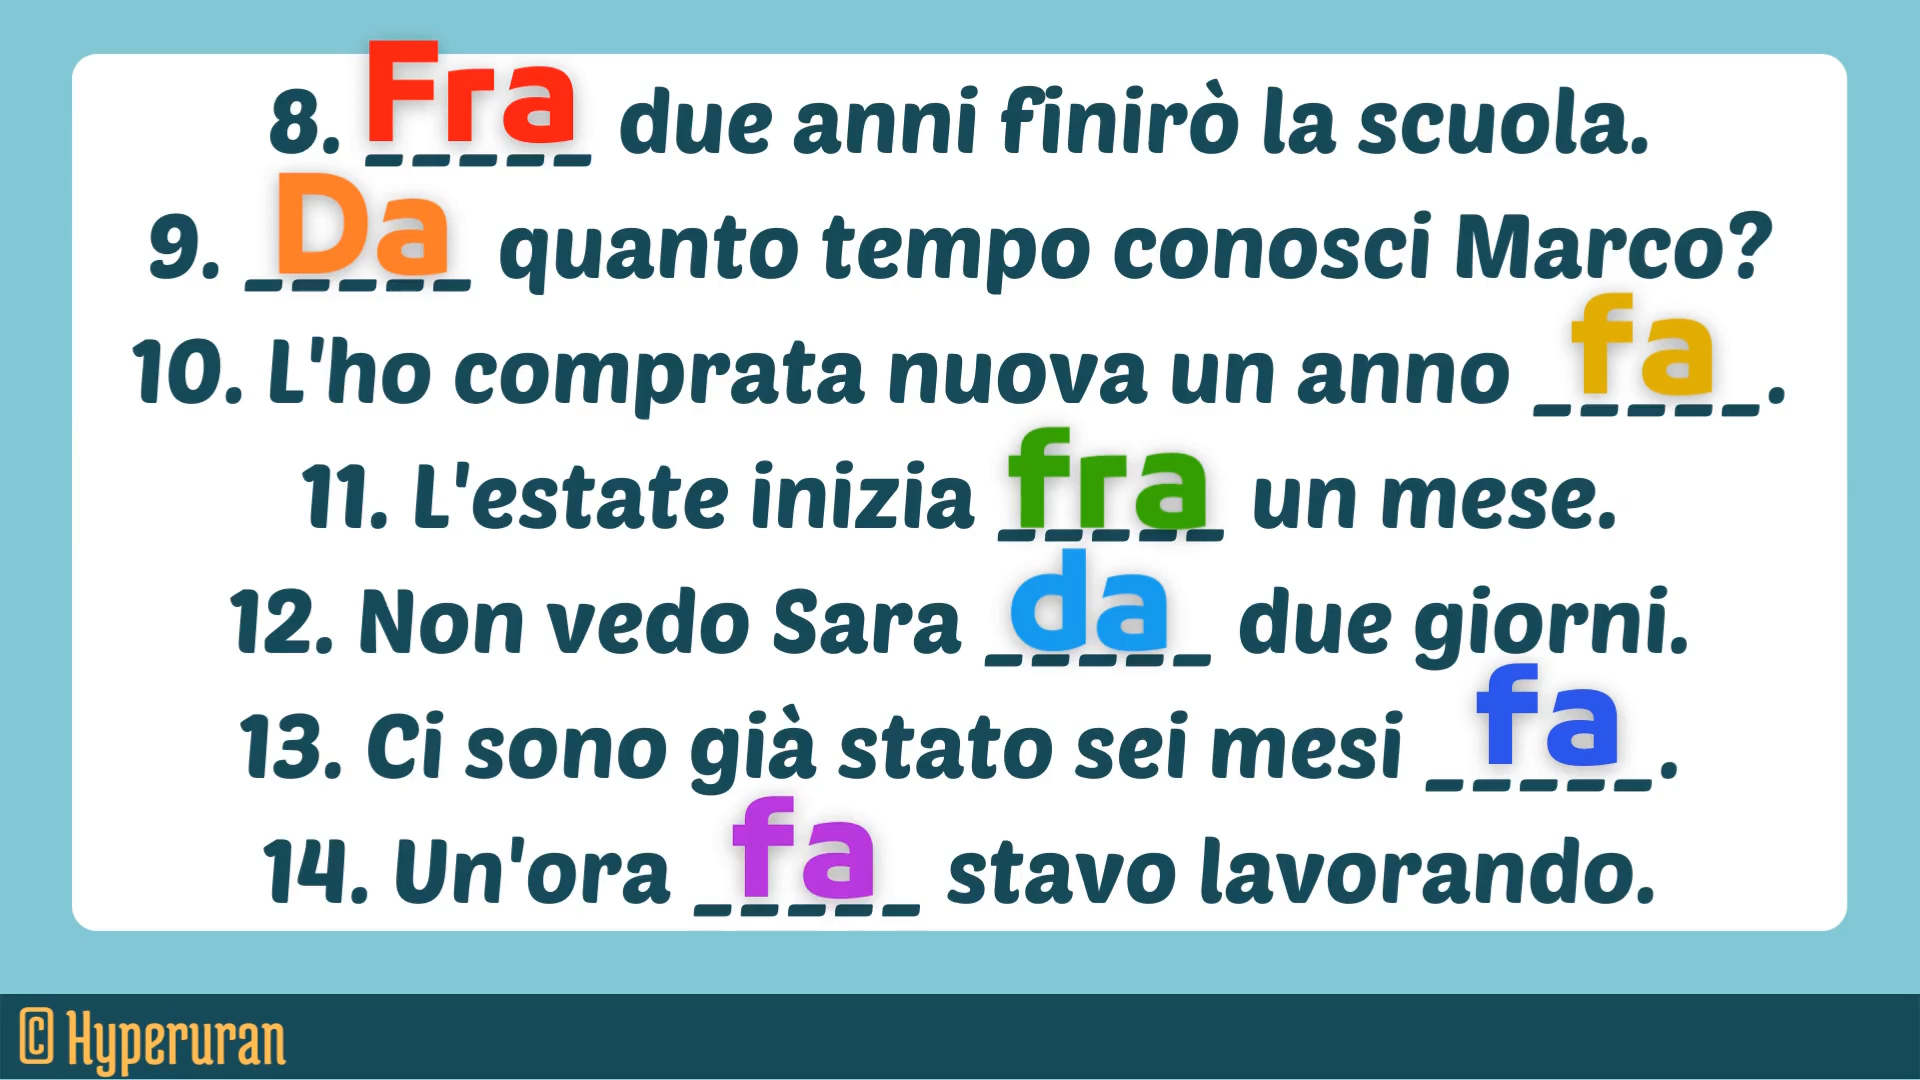 8. Fra due anni finirò la scuola.
9. Da quanto tempo conosci Marco?
10. L'ho comprata nuova un anno fa.
11. L'estate inizia fra un mese.
12. Non vedo Sara da due giorni.
13. Ci sono già stato sei mesi fa.
14. Un'ora fa stavo lavorando.
© Hyperuran